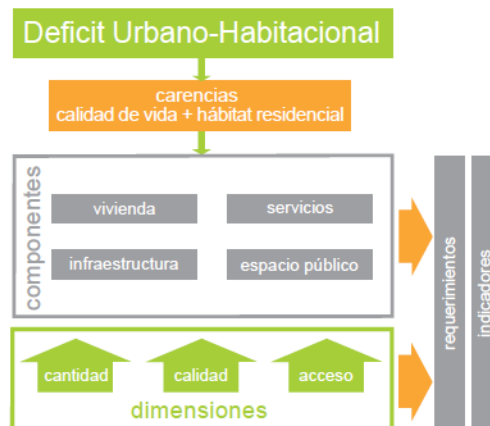 Deficit Urbano-Habitacional
carencias
calidad de vida + hábitat residencial
componentes
vivienda
servicios
infraestructura
espacio público
cantidad
calidad
acceso
dimensiones
requerimientos
indicadores